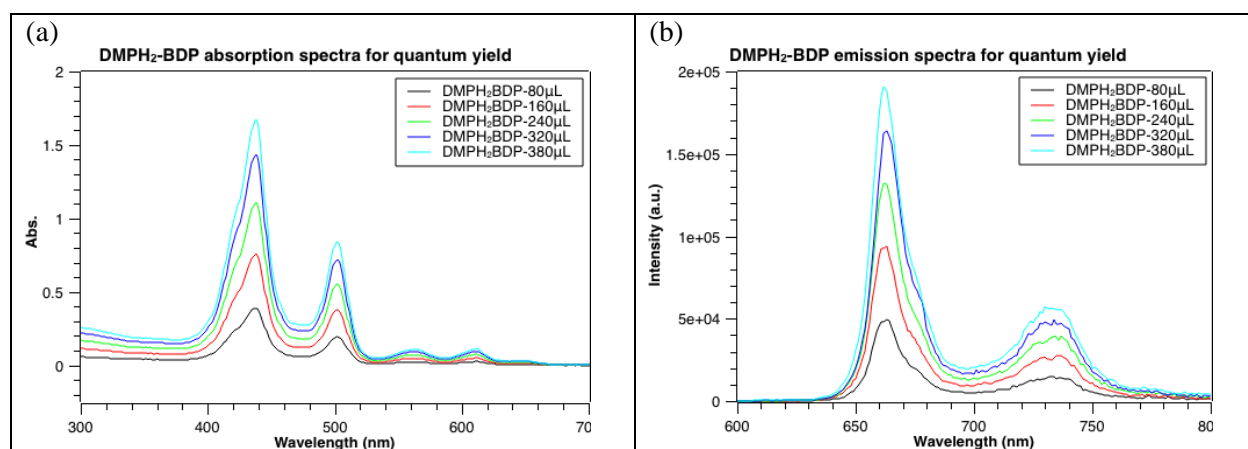 (a)
DMPH₂-BDP absorption spectra for quantum yield
2
1.5
1
0.5
0
Abs.
DMPH₂BDP-80µL
DMPH₂BDP-160µL
DMPH₂BDP-240µL
DMPH₂BDP-320µL
DMPH₂BDP-380µL
300 400 500 600 70
Wavelength (nm)
(b)
DMPH₂-BDP emission spectra for quantum yield
2e+05
1.5e+05
1e+05
5e+04
0
Intensity (a.u.)
DMPH₂BDP-80µL
DMPH₂BDP-160µL
DMPH₂BDP-240µL
DMPH₂BDP-320µL
DMPH₂BDP-380µL
600 650 700 750 80
Wavelength (nm)